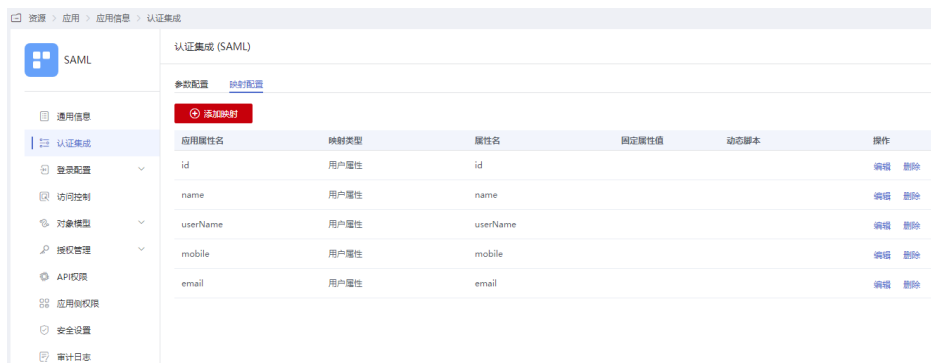 资源 > 应用 > 应用信息 > 认证集成
SAML
通用信息
认证集成
登录配置
访问控制
对象模型
授权管理
API权限
应用侧权限
安全设置
审计日志
认证集成 (SAML)
参数配置 映射配置
添加映射
应用属性名 映射类型 属性名 固定属性值 动态脚本 操作
id 用户属性 id 编辑 删除
name 用户属性 name 编辑 删除
userName 用户属性 userName 编辑 删除
mobile 用户属性 mobile 编辑 删除
email 用户属性 email 编辑 删除